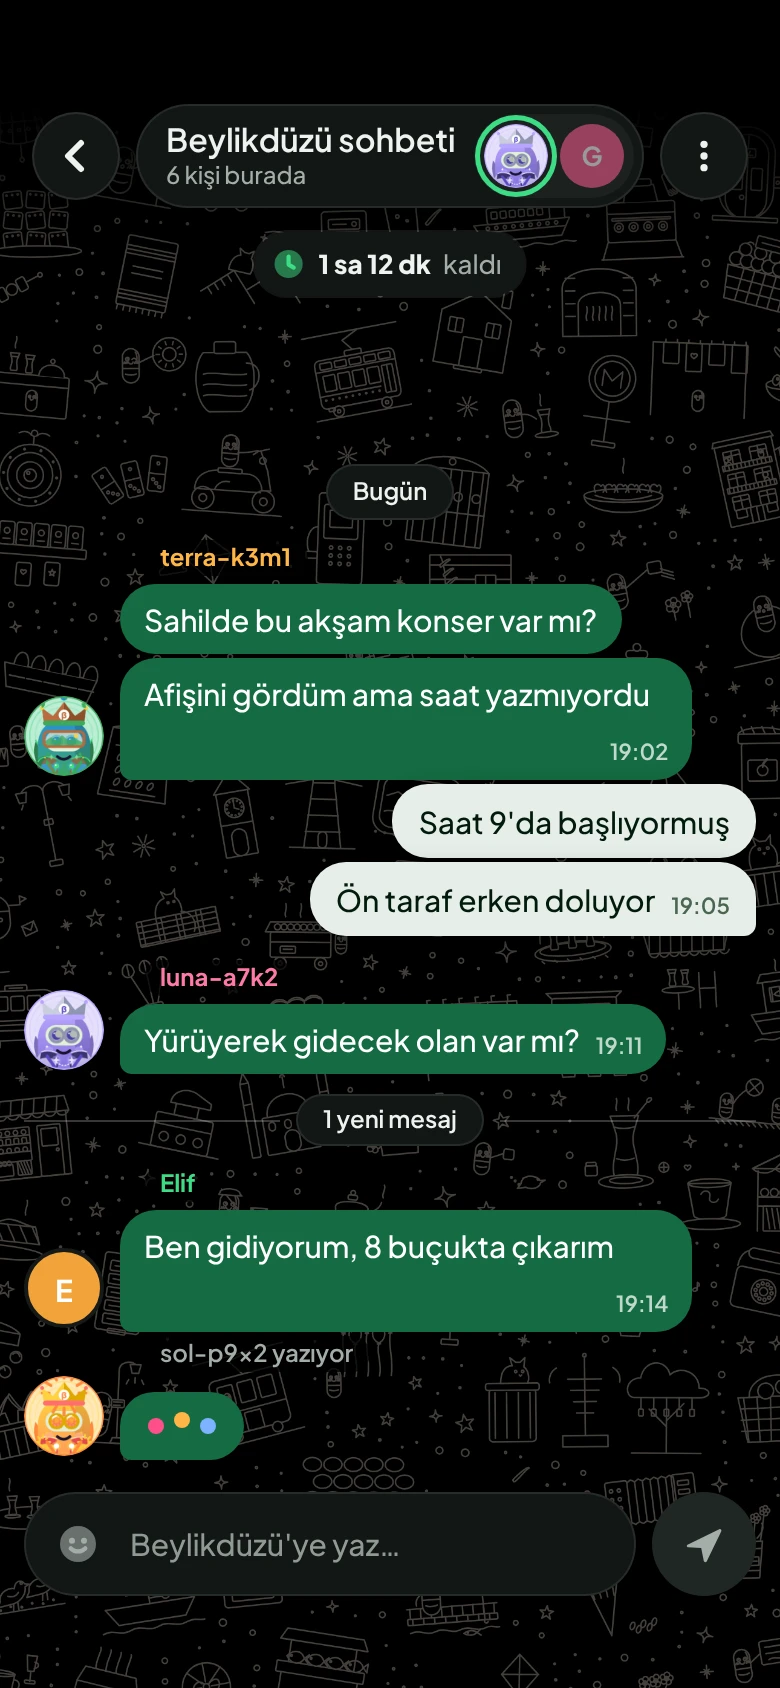 Beylikdüzü sohbeti
6 kişi burada
G
1 sa 12 dk kaldı
Bugün
terra-k3m1
Sahilde bu akşam konser var mı?
Afişini gördüm ama saat yazmıyordu
19:02
Saat 9'da başlıyormuş
Ön taraf erken doluyor 19:05
luna-a7k2
Yürüyerek gidecek olan var mı? 19:11
1 yeni mesaj
Elif
Ben gidiyorum, 8 buçukta çıkarım
E
19:14
sol-p9×2 yazıyor
Beylikdüzü'ye yaz…